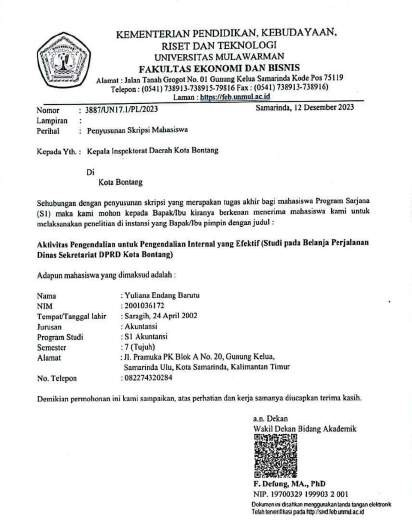 KEMENTERIAN PENDIDIKAN, KEBUDAYAAN,
RISET DAN TEKNOLOGI
UNIVERSITAS MULAWARMAN
FAKULTAS EKONOMI DAN BISNIS
Alamat : Jalan Tanah Grogot No. 01 Gunung Kelua Samarinda Kode Pos 75119
Telepon : (0541) 738913-738915-79816 Fax : (0541) 738913-738916)
Laman : https://feb.unmul.ac.id
Nomor : 3887/UN17.1/PL/2023 Samarinda, 12 Desember 2023
Lampiran :
Perihal : Penyusunan Skripsi Mahasiswa
Kepada Yth. : Kepala Inspektorat Daerah Kota Bontang
Di
Kota Bontang
Sehubungan dengan penyusunan skripsi yang merupakan tugas akhir bagi mahasiswa Program Sarjana
(S1) maka kami mohon kepada Bapak/Ibu kiranya berkenan menerima mahasiswa kami untuk
melaksanakan penelitian di instansi yang Bapak/Ibu pimpin dengan judul :
Aktivitas Pengendalian untuk Pengendalian Internal yang Efektif (Studi pada Belanja Perjalanan
Dinas Sekretariat DPRD Kota Bontang)
Adapun mahasiswa yang dimaksud adalah :
Nama : Yuliana Endang Barutu
NIM : 2001036172
Tempat/Tanggal lahir : Saragih, 24 April 2002
Jurusan : Akuntansi
Program Studi : S1 Akuntansi
Semester : 7 (Tujuh)
Alamat : Jl. Pramuka PK Blok A No. 20, Gunung Kelua,
Samarinda Ulu, Kota Samarinda, Kalimantan Timur
No. Telepon : 082274320284
Demikian permohonan ini kami sampaikan, atas perhatian dan kerja samanya diucapkan terima kasih.
a.n. Dekan
Wakil Dekan Bidang Akademik
F. Defung, MA., PhD
NIP. 19700329 199903 2 001
Dokumen ini disahkan menggunakan tanda tangan elektronik
Telah terverifikasi pada http://sird.feb.unmul.ac.id